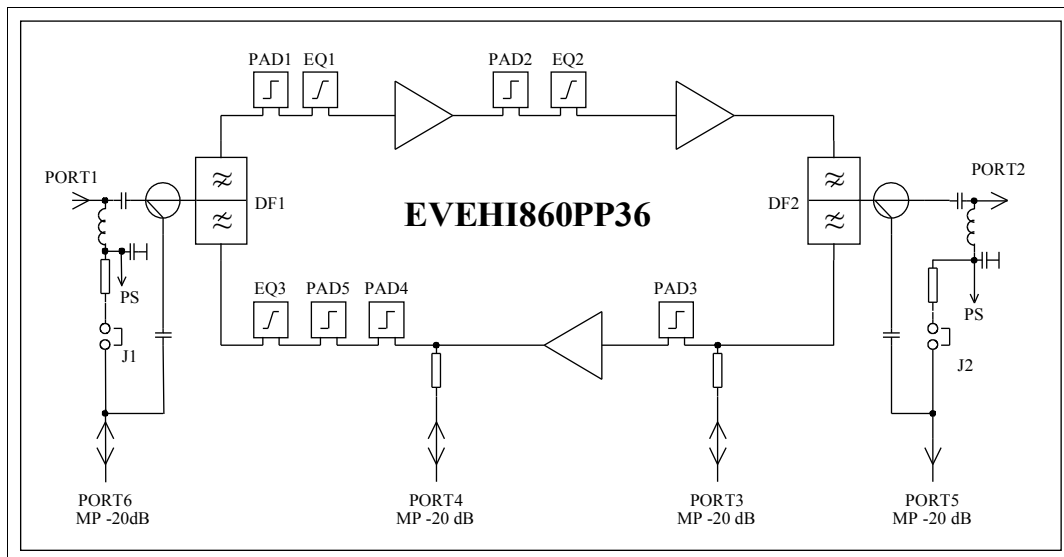 PAD1 EQ1 PAD2 EQ2
PORT1 PORT2
DF1 EVEHI860PP36 DF2
PS EQ3 PAD5 PAD4 PAD3 PS
J1 J2
PORT6 PORT4 PORT3 PORT5
MP -20dB MP -20 dB MP -20 dB MP -20 dB